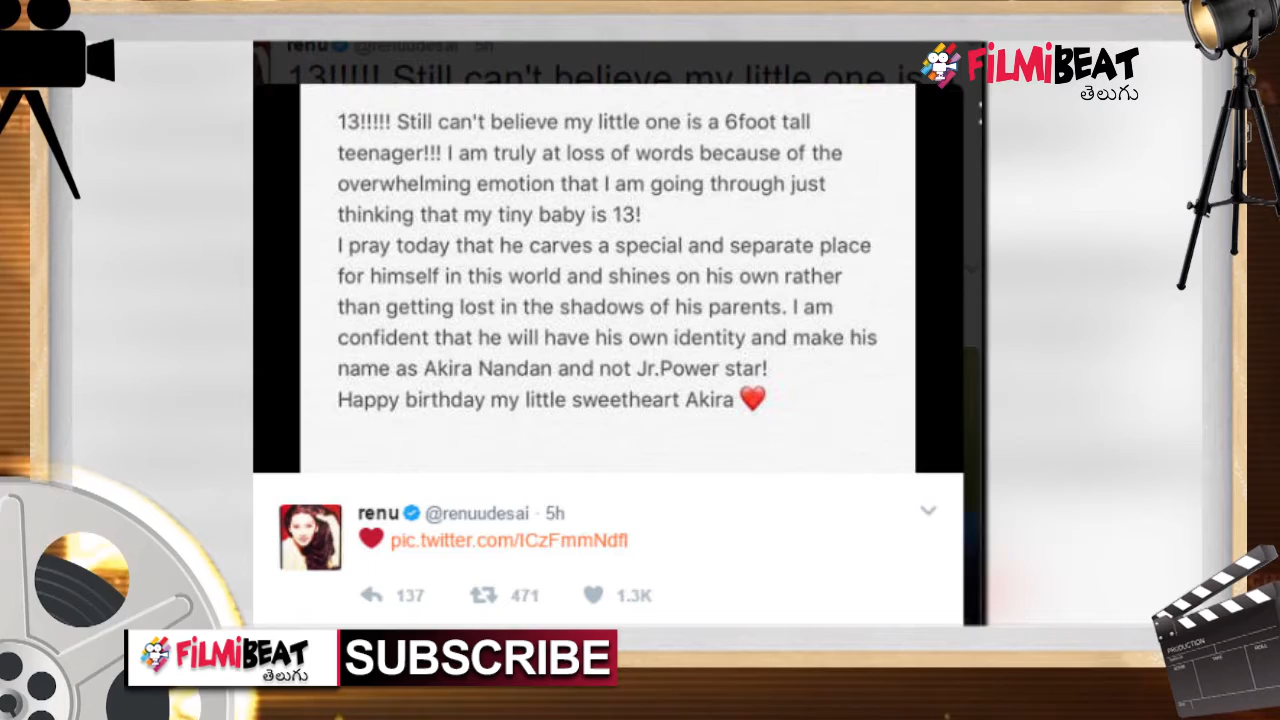 renu @renuudesai · 5h
13!!!!! Still can't believe my little one is
FILMIBEAT
తెలుగు
13!!!!! Still can't believe my little one is a 6foot tall
teenager!!! I am truly at loss of words because of the
overwhelming emotion that I am going through just
thinking that my tiny baby is 13!
I pray today that he carves a special and separate place
for himself in this world and shines on his own rather
than getting lost in the shadows of his parents. I am
confident that he will have his own identity and make his
name as Akira Nandan and not Jr.Power star!
Happy birthday my little sweetheart Akira ❤️
renu @renuudesai · 5h
❤️ pic.twitter.com/ICzFmmNdfl
137 471 1.3K
FILMIBEAT
తెలుగు
SUBSCRIBE
PRODUCTION